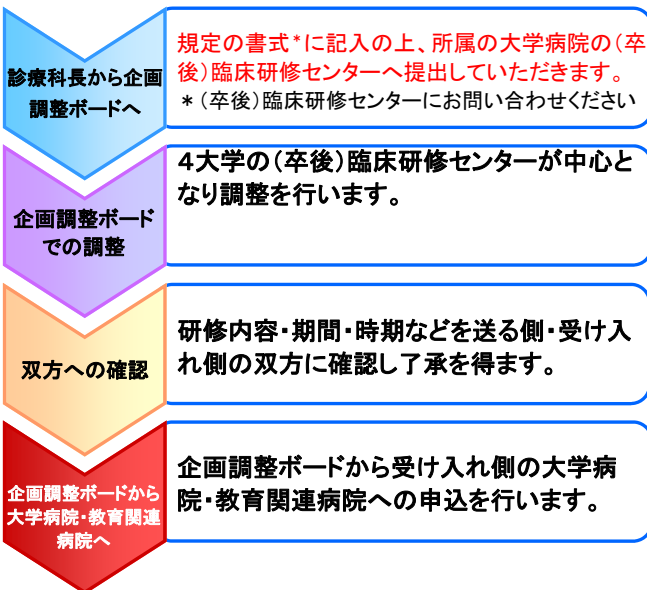 診療科長から企画
調整ボードへ
規定の書式*に記入の上、所属の大学病院の(卒
後)臨床研修センターへ提出していただきます。
*(卒後)臨床研修センターにお問い合わせください
企画調整ボード
での調整
4大学の(卒後)臨床研修センターが中心と
なり調整を行います。
双方への確認
研修内容・期間・時期などを送る側・受け入
れ側の双方に確認し了承を得ます。
企画調整ボードから
大学病院・教育関連
病院へ
企画調整ボードから受け入れ側の大学病
院・教育関連病院への申込を行います。